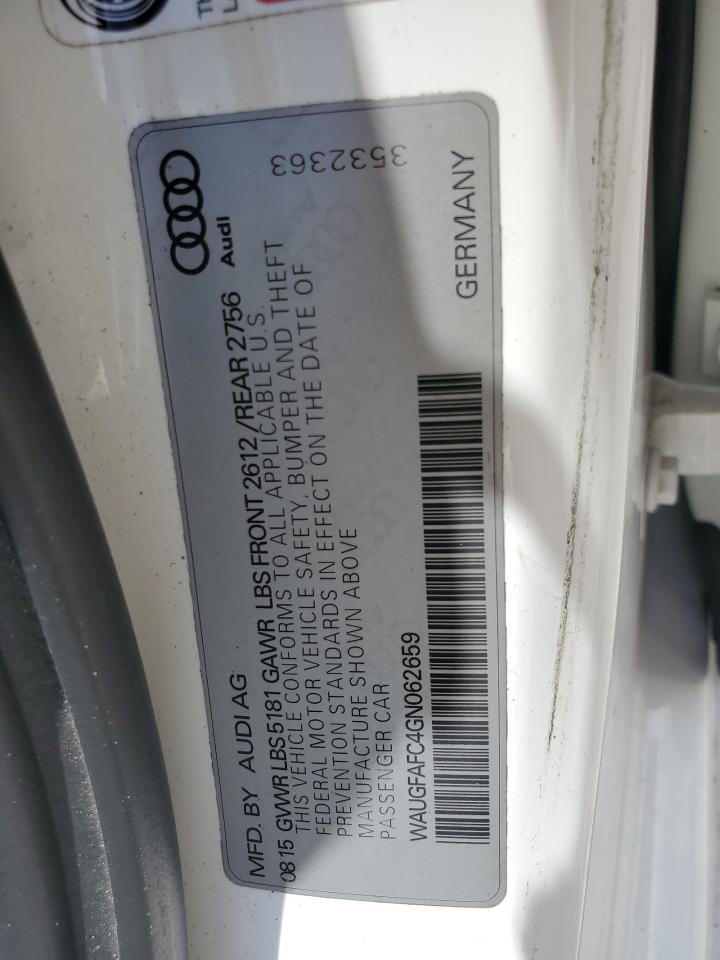 Audi
3532363
MFD. BY AUDI AG
08 15 GVWR LBS 5181 GAWR LBS FRONT 2612 / REAR 2756
THIS VEHICLE CONFORMS TO ALL APPLICABLE U.S.
FEDERAL MOTOR VEHICLE SAFETY, BUMPER AND THEFT
PREVENTION STANDARDS IN EFFECT ON THE DATE OF
MANUFACTURE SHOWN ABOVE
PASSENGER CAR
GERMANY
WAUGFAFC4GN062659